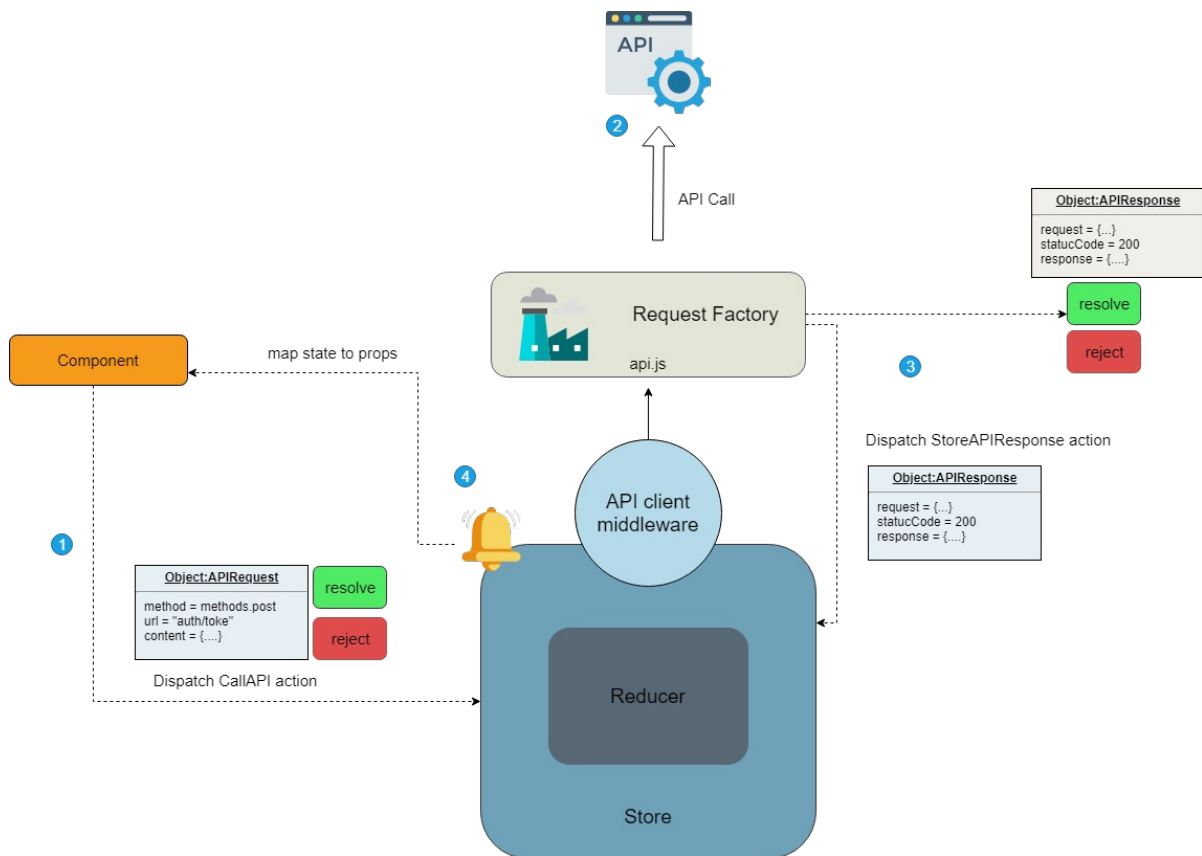 API
2
API Call
Object:APIResponse
request = {...}
statucCode = 200
response = {....}
resolve
reject
Request Factory
api.js
3
Component
map state to props
Dispatch StoreAPIResponse action
Object:APIResponse
request = {...}
statucCode = 200
response = {....}
4
API client
middleware
1
Object:APIRequest
method = methods.post
url = "auth/toke"
content = {....}
resolve
reject
Dispatch CallAPI action
Reducer
Store